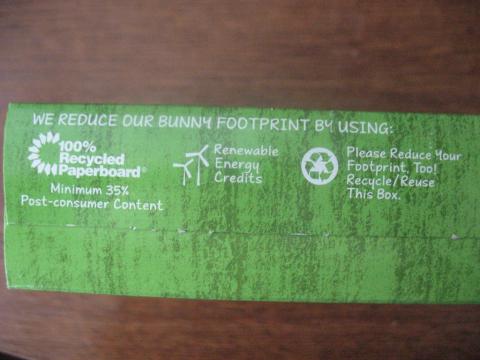 WE REDUCE OUR BUNNY FOOTPRINT BY USING:
100%
Recycled
Paperboard®
Minimum 35%
Post-consumer Content
Renewable
Energy
Credits
Please Reduce Your
Footprint, Too!
Recycle/Reuse
This Box.